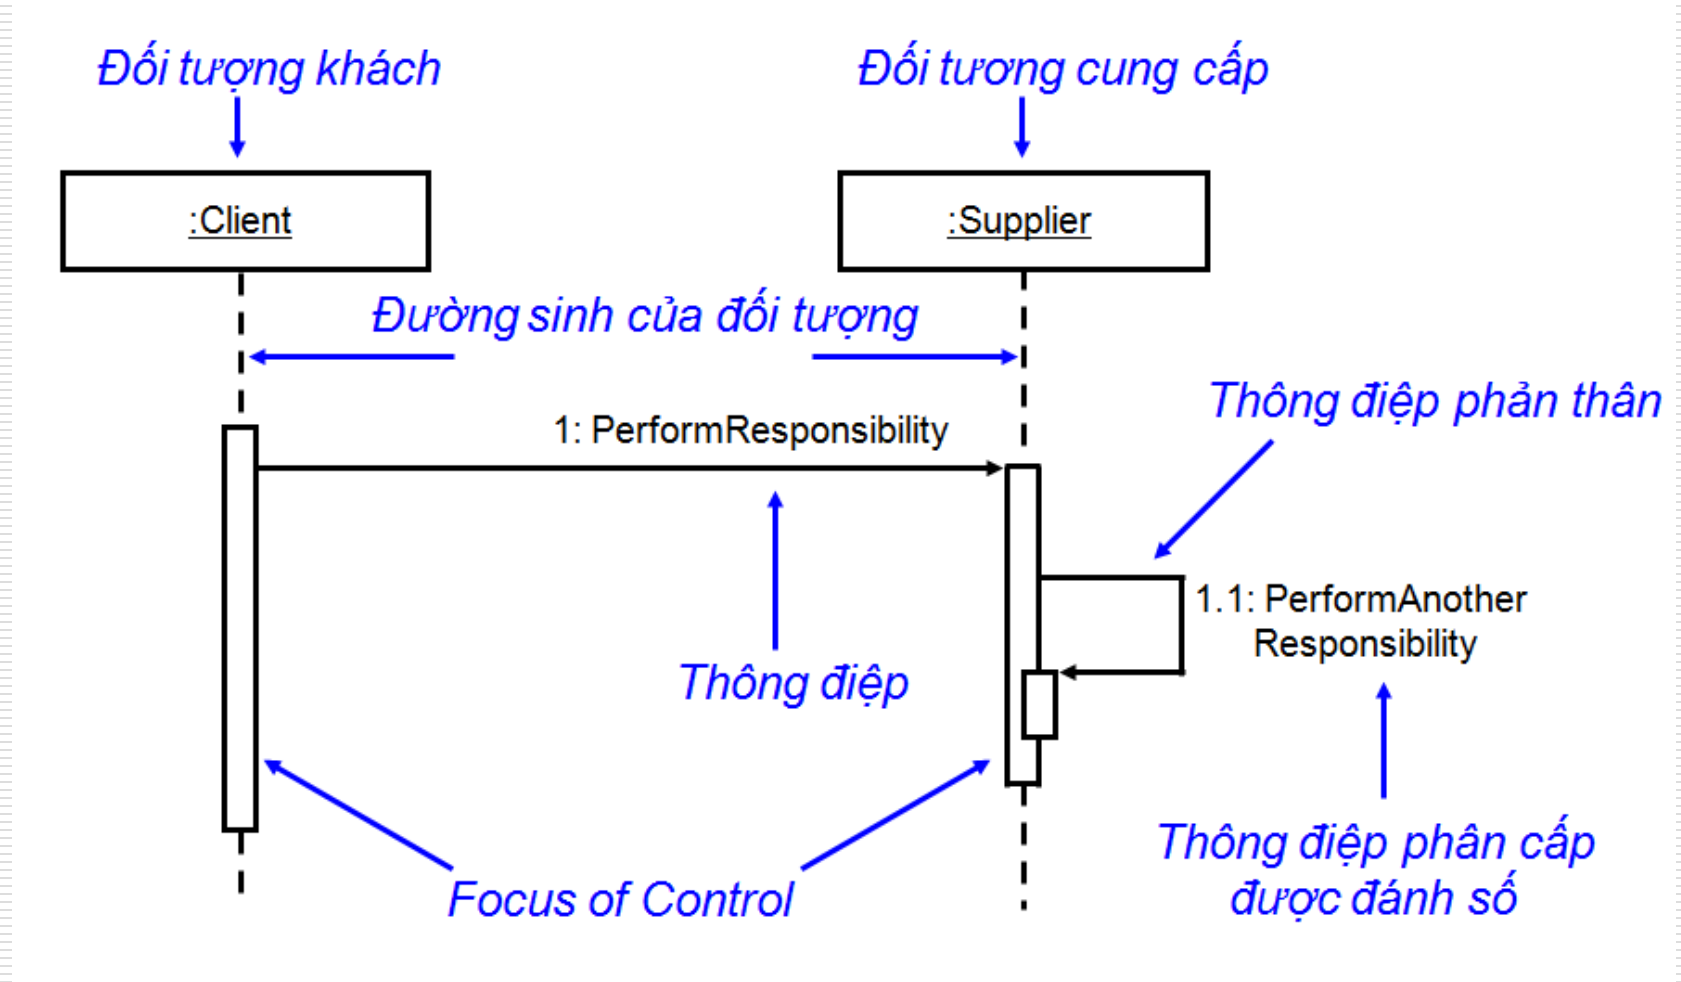 Đối tượng khách
Đối tương cung cấp
:Client
:Supplier
Đường sinh của đối tượng
Thông điệp phản thân
1: PerformResponsibility
1.1: PerformAnother
Responsibility
Thông điệp
Thông điệp phân cấp
được đánh số
Focus of Control